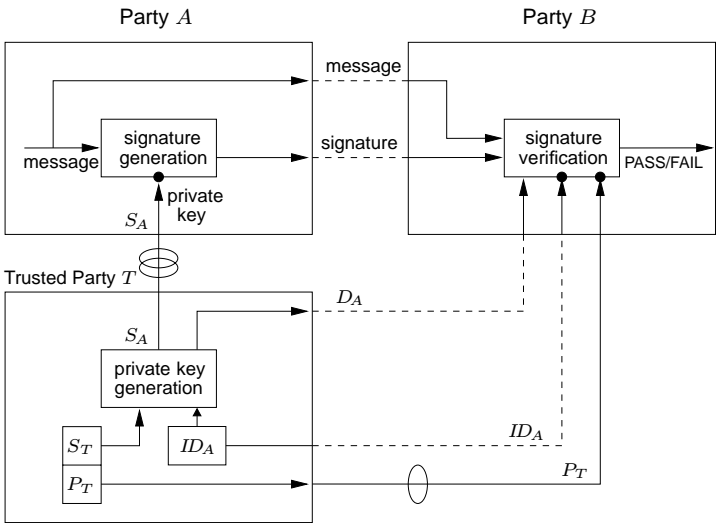 Party A
Party B
message
signature
generation
message
signature
signature
verification
PASS/FAIL
private
key
S_A
Trusted Party T
S_A
D_A
private key
generation
S_T
ID_A
ID_A
P_T
P_T